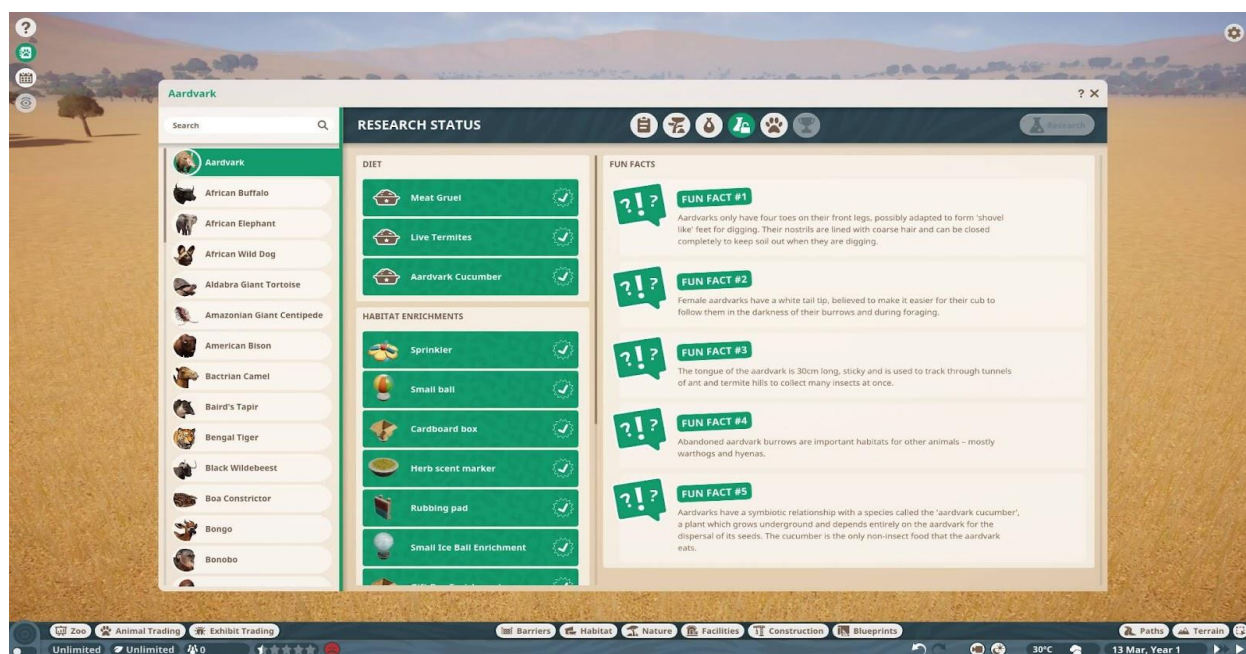 ?
Aardvark
? ×
Search
RESEARCH STATUS
Research
Aardvark
African Buffalo
African Elephant
African Wild Dog
Aldabra Giant Tortoise
Amazonian Giant Centipede
American Bison
Bactrian Camel
Baird's Tapir
Bengal Tiger
Black Wildebeest
Boa Constrictor
Bongo
Bonobo
DIET
Meat Gruel
Live Termites
Aardvark Cucumber
HABITAT ENRICHMENTS
Sprinkler
Small ball
Cardboard box
Herb scent marker
Rubbing pad
Small Ice Ball Enrichment
FUN FACTS
?!?
FUN FACT #1
Aardvarks only have four toes on their front legs, possibly adapted to form 'shovel
like' feet for digging. Their nostrils are lined with coarse hair and can be closed
completely to keep soil out when they are digging.
?!?
FUN FACT #2
Female aardvarks have a white tail tip, believed to make it easier for their cub to
follow them in the darkness of their burrows and during foraging.
?!?
FUN FACT #3
The tongue of the aardvark is 30cm long, sticky and is used to track through tunnels
of ant and termite hills to collect many insects at once.
?!?
FUN FACT #4
Abandoned aardvark burrows are important habitats for other animals – mostly
warthogs and hyenas.
?!?
FUN FACT #5
Aardvarks have a symbiotic relationship with a species called the 'aardvark cucumber',
a plant which grows underground and depends entirely on the aardvark for the
dispersal of its seeds. The cucumber is the only non-insect food that the aardvark
eats.
Zoo
Animal Trading
Exhibit Trading
Barriers
Habitat
Nature
Facilities
Construction
Blueprints
Paths
Terrain
Unlimited
Unlimited
0
30°C
13 Mar, Year 1